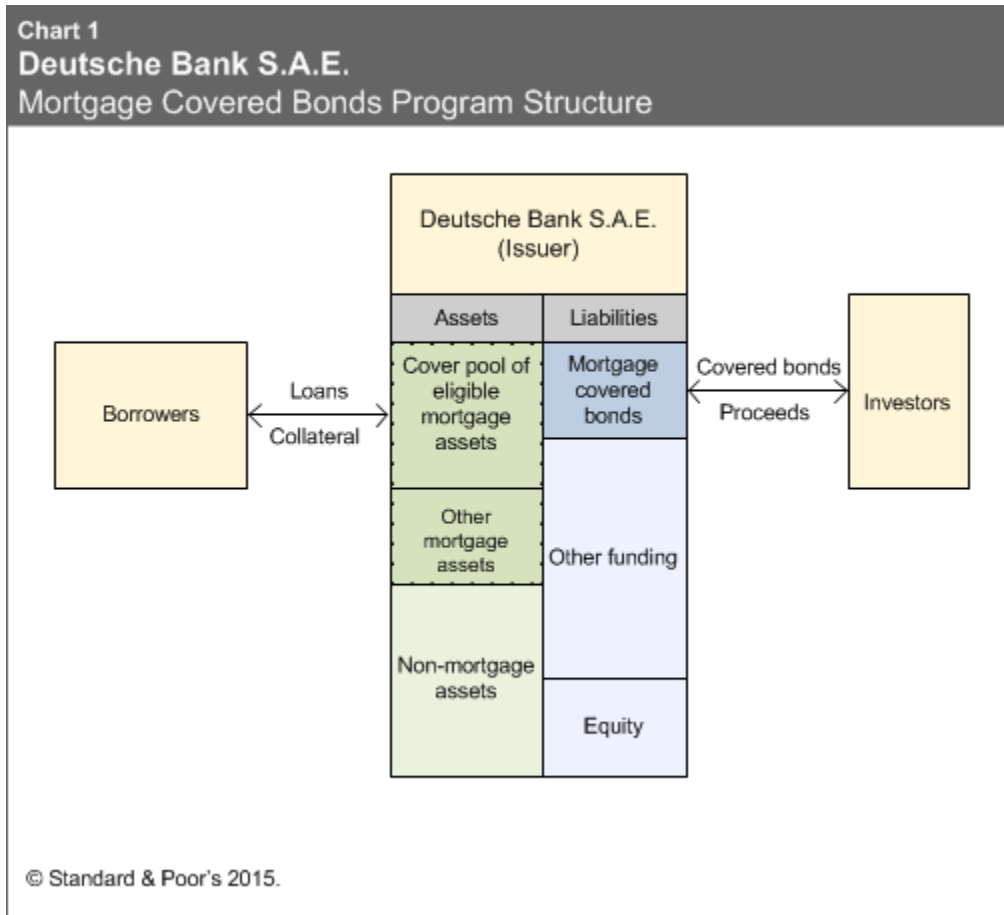 Chart 1
Deutsche Bank S.A.E.
Mortgage Covered Bonds Program Structure
Deutsche Bank S.A.E.
(Issuer)
Assets
Liabilities
Borrowers
Loans
Collateral
Cover pool of
eligible
mortgage
assets
Mortgage
covered
bonds
Covered bonds
Proceeds
Investors
Other
mortgage
assets
Other funding
Non-mortgage
assets
Equity
© Standard & Poor's 2015.